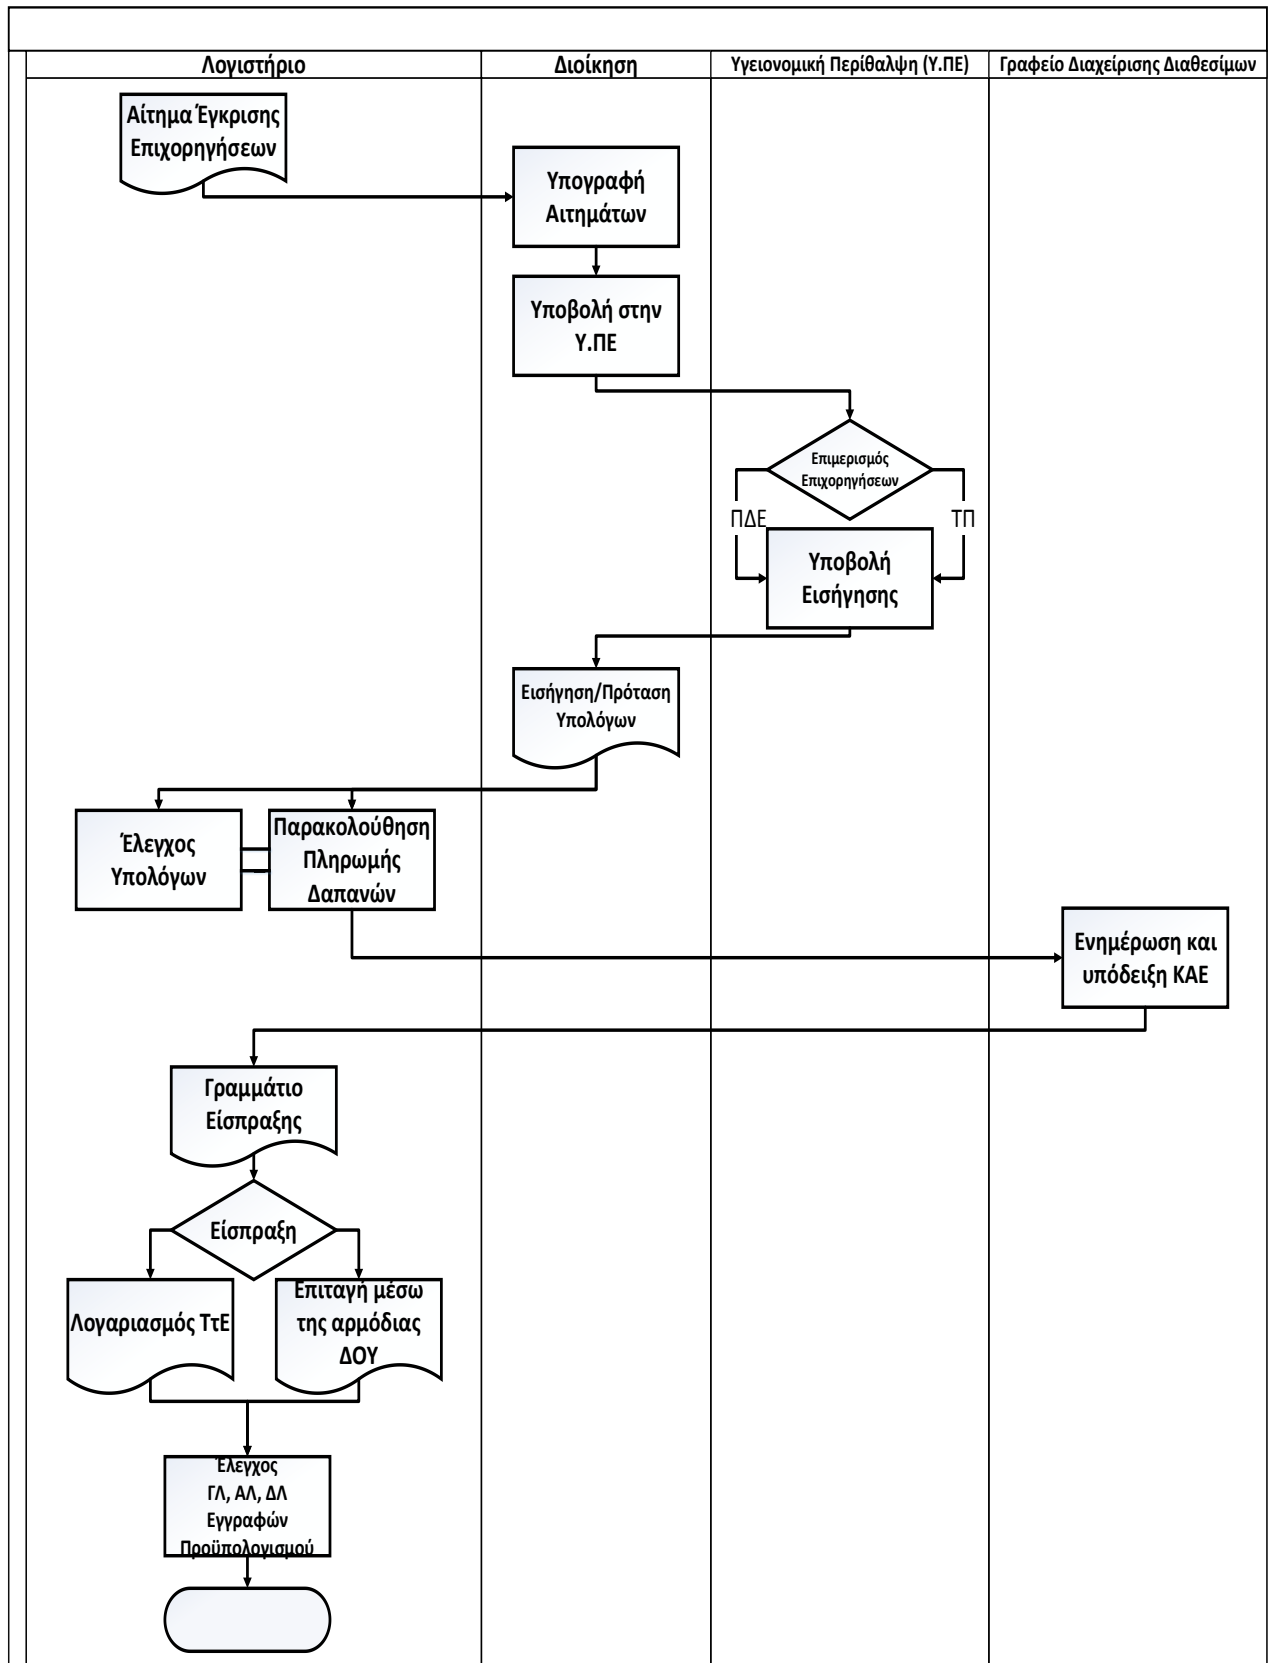 Λογιστήριο
Διοίκηση
Υγειονομική Περίθαλψη (Υ.ΠΕ)
Γραφείο Διαχείρισης Διαθεσίμων
Αίτημα Έγκρισης
Επιχορηγήσεων
Υπογραφή
Αιτημάτων
Υποβολή στην
Υ.ΠΕ
Επιμερισμός
Επιχορηγήσεων
ΠΔΕ
ΤΠ
Υποβολή
Εισήγησης
Εισήγηση/Πρόταση
Υπολόγων
Έλεγχος
Υπολόγων
Παρακολούθηση
Πληρωμής
Δαπανών
Ενημέρωση και
υπόδειξη ΚΑΕ
Γραμμάτιο
Είσπραξης
Είσπραξη
Λογαριασμός ΤτΕ
Επιταγή μέσω
της αρμόδιας
ΔΟΥ
Έλεγχος
ΓΛ, ΑΛ, ΔΛ
Εγγραφών
Προϋπολογισμού